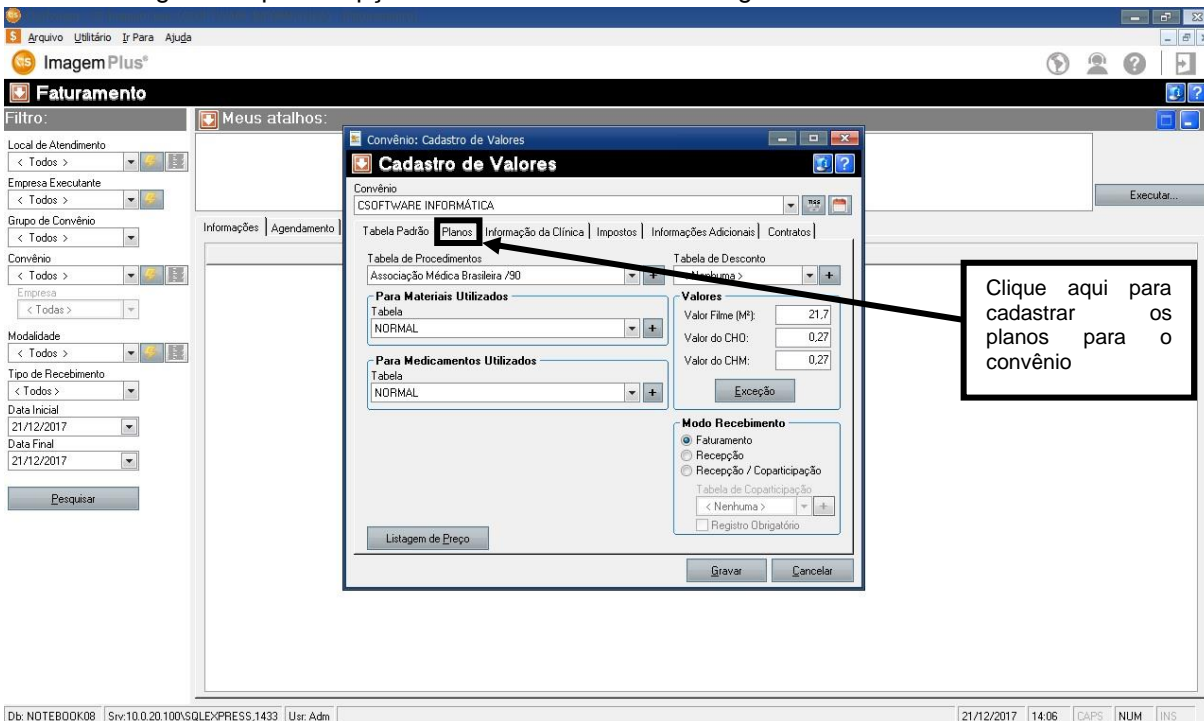 Arquivo Utilitário Ir Para Ajuda
ImagemPlus
Faturamento
Filtro:
Meus atalhos:
Local de Atendimento
< Todos >
Empresa Executante
< Todos >
Grupo de Convênio
< Todos >
Convênio
< Todos >
Empresa
< Todas >
Modalidade
< Todos >
Tipo de Recebimento
< Todos >
Data Inicial
21/12/2017
Data Final
21/12/2017
Pesquisar
Executar...
Informações Agendamento
Convênio: Cadastro de Valores
Cadastro de Valores
Convênio
CSOFTWARE INFORMÁTICA
Tabela Padrão Planos Informação da Clínica Impostos Informações Adicionais Contratos
Tabela de Procedimentos
Associação Médica Brasileira /90
Tabela de Desconto
Para Materiais Utilizados
Tabela
NORMAL
Para Medicamentos Utilizados
Tabela
NORMAL
Valores
Valor Filme (M²): 21,7
Valor do CHO: 0,27
Valor do CHM: 0,27
Exceção
Modo Recebimento
Faturamento
Recepção
Recepção / Coparticipação
Tabela de Coparticipação
< Nenhuma >
Registro Obrigatório
Listagem de Preço
Gravar Cancelar
Clique aqui para
cadastrar os
planos para o
convênio
Db: NOTEBOOK08 Srv:10.0.20.100\SQLEXPRESS,1433 Usr: Adm 21/12/2017 14:06 CAPS NUM INS